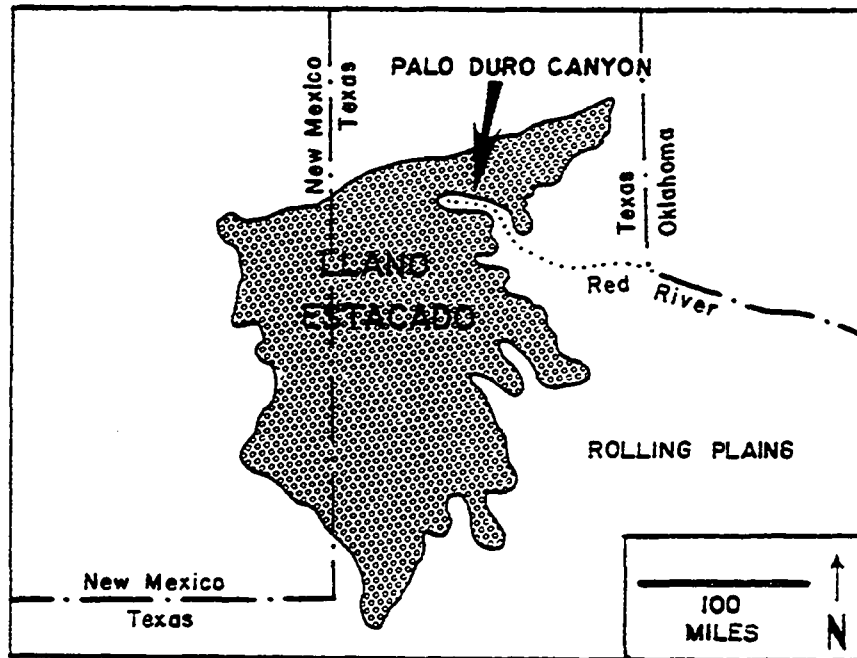 PALO DURO CANYON
New Mexico
Texas
Texas
Oklahoma
LLANO
ESTACADO
Red River
ROLLING PLAINS
New Mexico
Texas
100
MILES
N